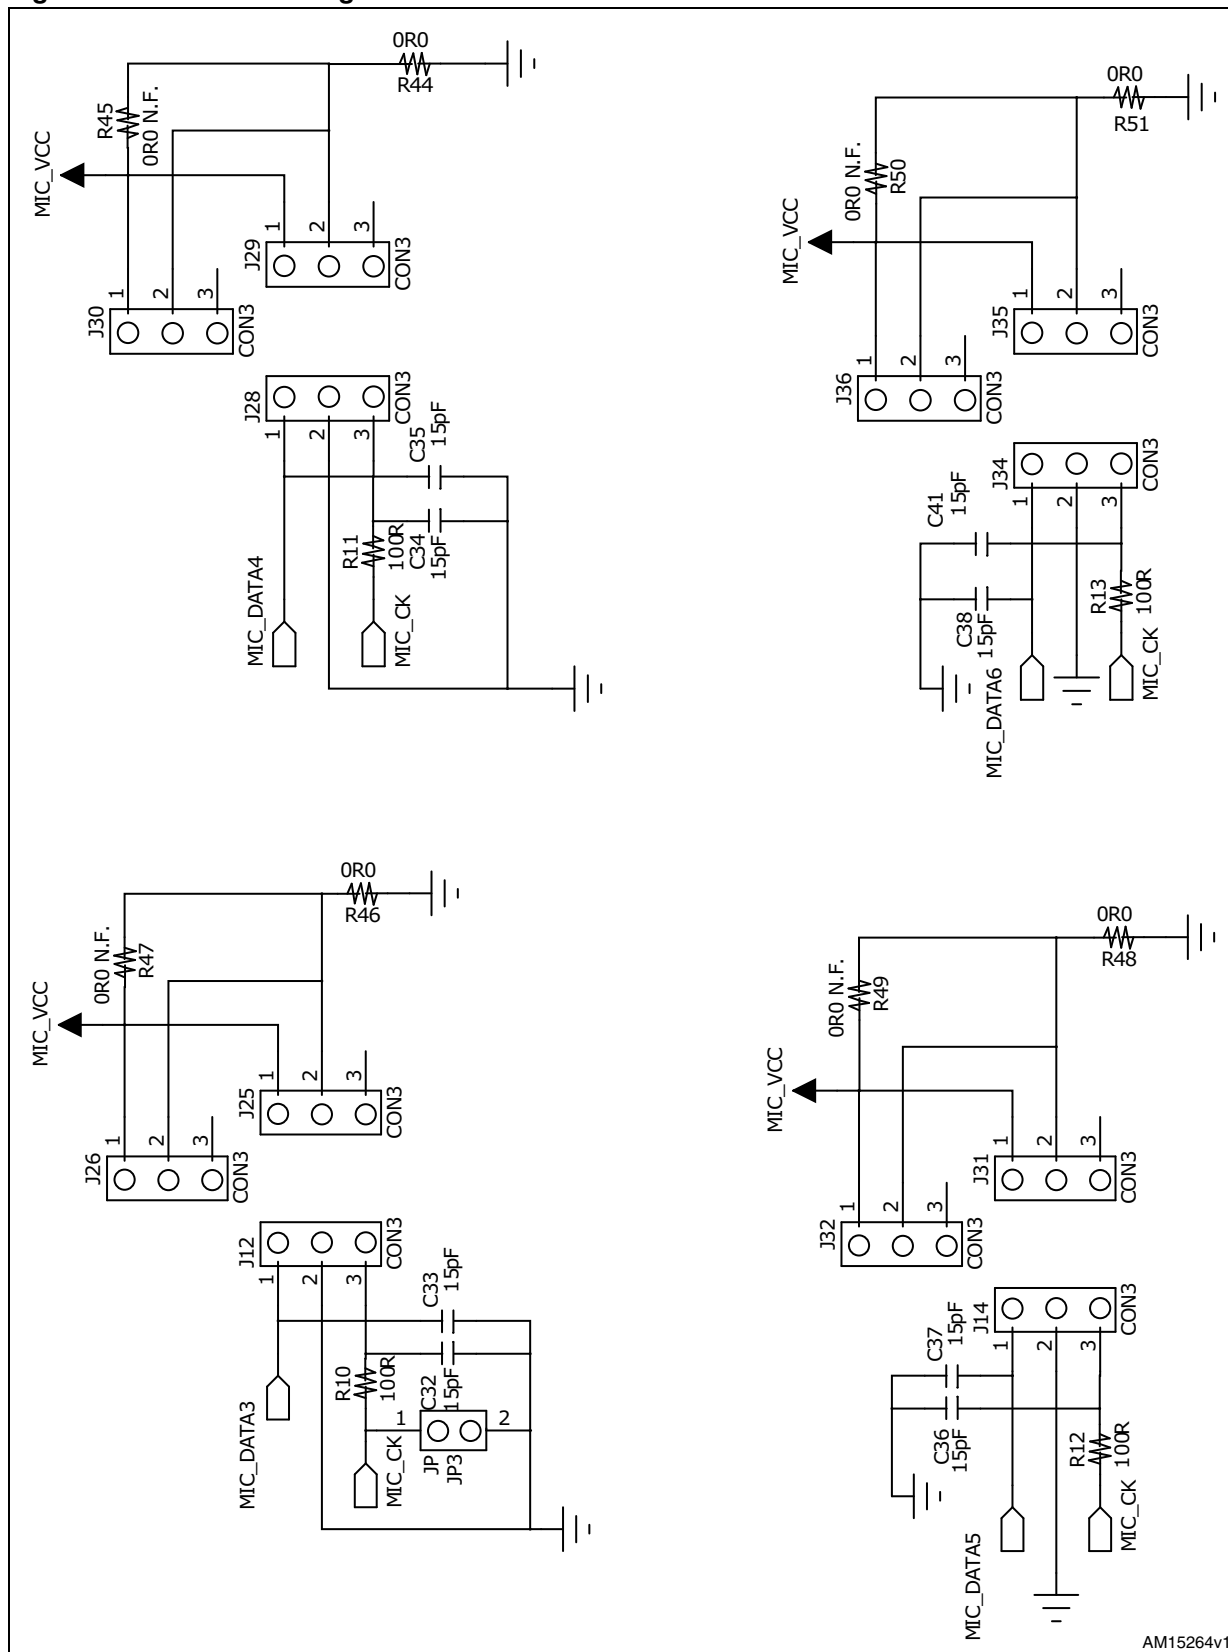 0R0
R44
R45
0R0 N.F.
MIC_VCC
1
2
3
J29
CON3
1
2
3
J30
CON3
J28
CON3
1
2
3
C35
15pF
R11
100R
C34
15pF
MIC_DATA4
MIC_CK
0R0
R51
0R0 N.F.
R50
MIC_VCC
1
2
3
J35
CON3
1
2
3
J36
CON3
J34
CON3
1
2
3
C41
15pF
C38
15pF
R13
100R
MIC_DATA6
MIC_CK
0R0
R46
0R0 N.F.
R47
MIC_VCC
1
2
3
J25
CON3
1
2
3
J26
CON3
J12
CON3
1
2
3
C33
15pF
R10
100R
C32
15pF
1
2
JP
JP3
MIC_DATA3
MIC_CK
0R0
R48
0R0 N.F.
R49
MIC_VCC
1
2
3
J31
CON3
1
2
3
J32
CON3
J14
CON3
1
2
3
C37
15pF
C36
15pF
R12
100R
MIC_DATA5
MIC_CK
AM15264v1